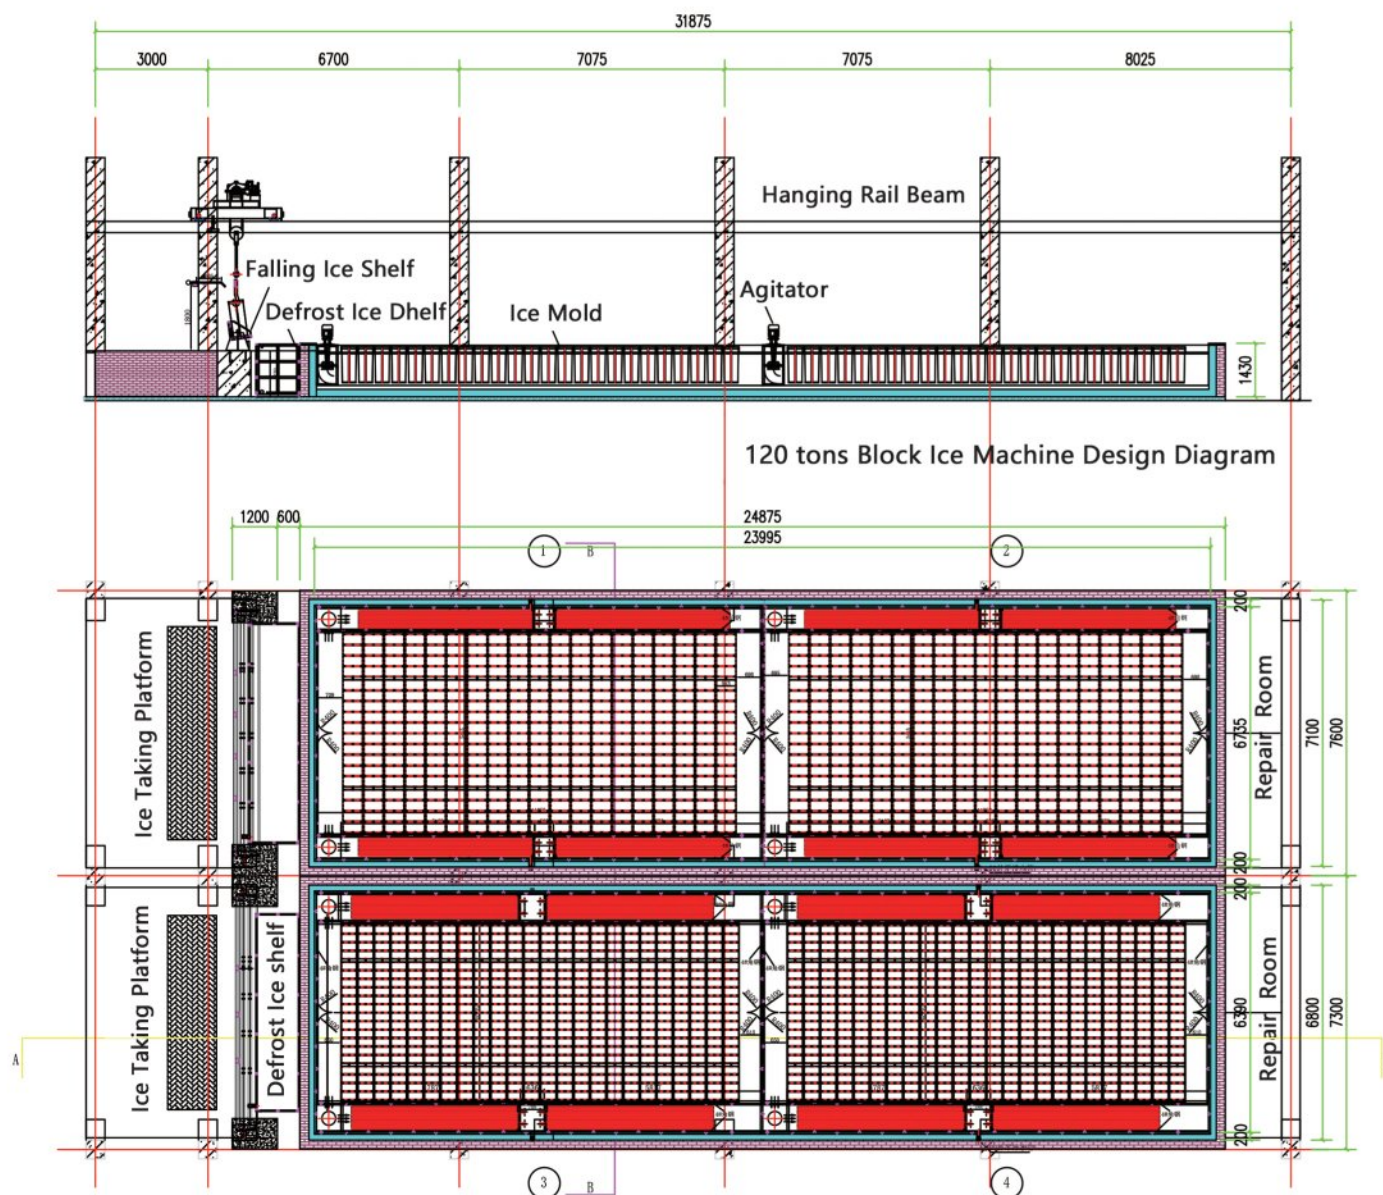 31875
3000
6700
7075
7075
8025
Hanging Rail Beam
Falling Ice Shelf
Agitator
Defrost Ice Dhelf
Ice Mold
1800
1430
120 tons Block Ice Machine Design Diagram
1200
600
24875
23995
1
B
2
200
Ice Taking Platform
6735
Repair Room
7100
7600
200
200
Ice Taking Platform
Defrost Ice shelf
6390
Repair Room
6800
7300
A
200
3
B
4